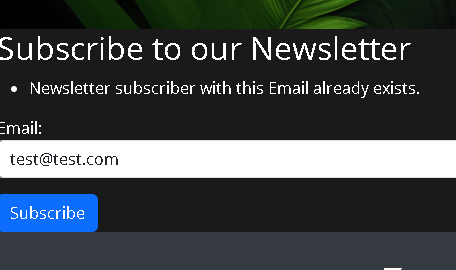 Subscribe to our Newsletter
Newsletter subscriber with this Email already exists.
Email:
test@test.com
Subscribe